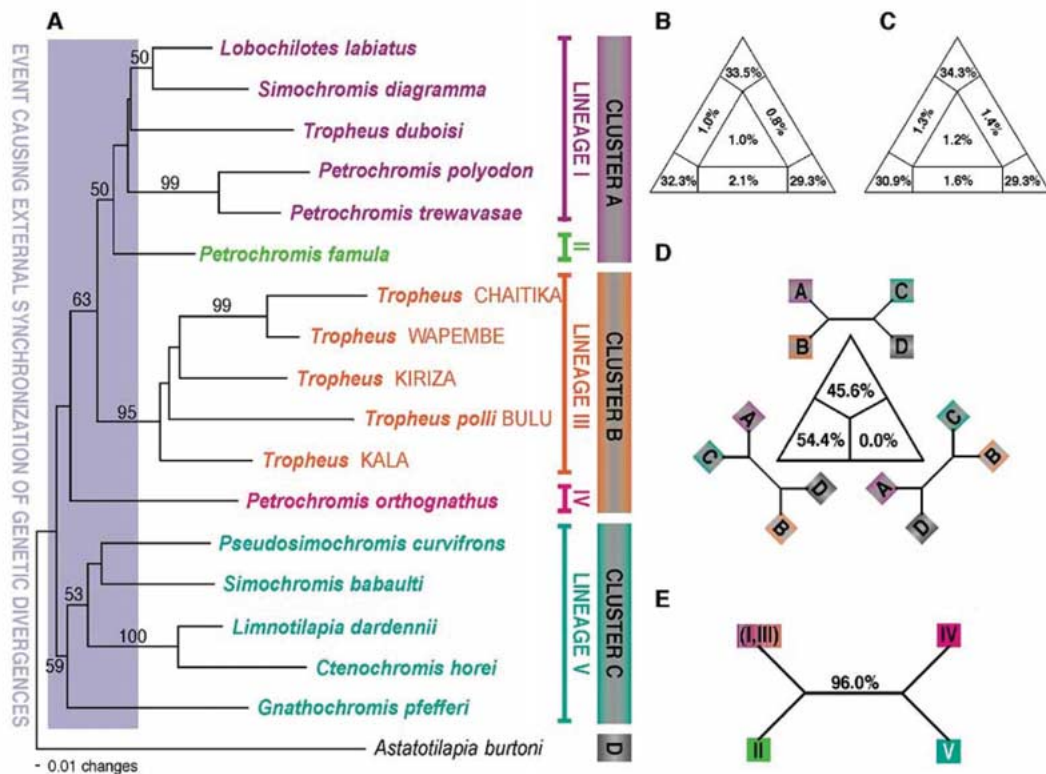 A
EVENT CAUSING EXTERNAL SYNCHRONIZATION OF GENETIC DIVERGENCES
50
Lobochilotes labiatus
Simochromis diagramma
Tropheus duboisi
50
99
Petrochromis polyodon
Petrochromis trewavasae
Petrochromis famula
63
99
Tropheus CHAITIKA
Tropheus WAPEMBE
Tropheus KIRIZA
Tropheus polli BULU
95
Tropheus KALA
Petrochromis orthognathus
Pseudosimochromis curvifrons
53
Simochromis babaulti
100
Limnotilapia dardennii
Ctenochromis horei
59
Gnathochromis pfefferi
Astatotilapia burtoni
- 0.01 changes
LINEAGE I
II
LINEAGE III
IV
LINEAGE V
CLUSTER A
CLUSTER B
CLUSTER C
D
B
33.5%
1.0%
0.8%
1.0%
32.3%
2.1%
29.3%
C
34.3%
1.3%
1.4%
1.2%
30.9%
1.6%
29.3%
D
A
C
B
D
45.6%
54.4%
0.0%
A
C
D
B
C
B
A
D
E
(I,III)
IV
96.0%
II
V